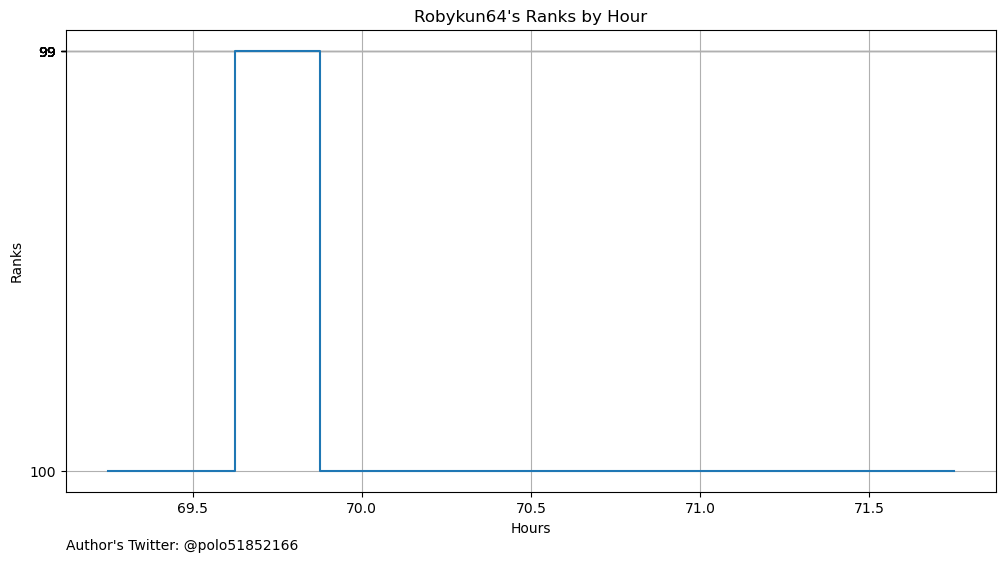 Robykun64's Ranks by Hour
99
100
Ranks
69.5 70.0 70.5 71.0 71.5
Hours
Author's Twitter: @polo51852166